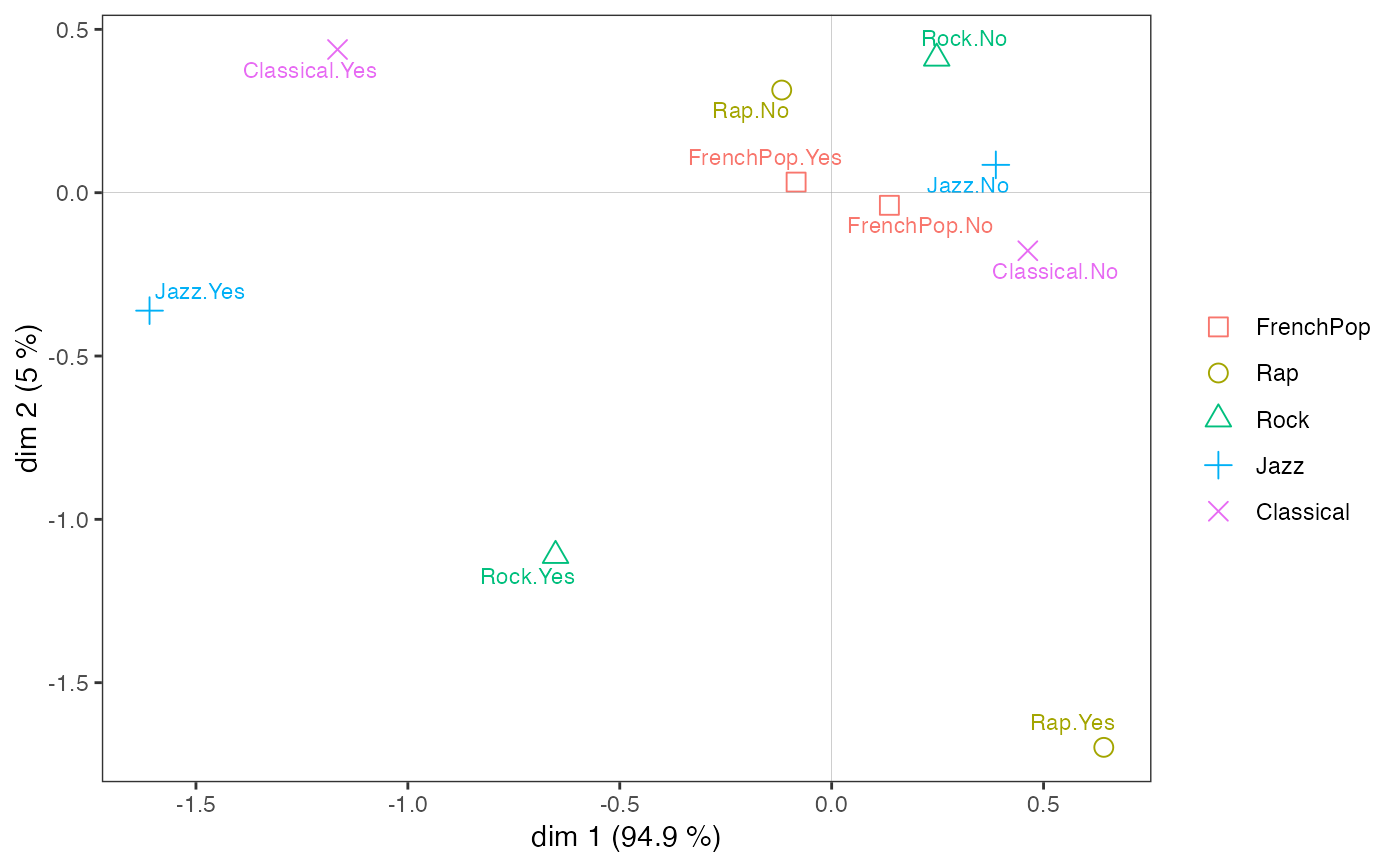 0.5
Rock.No
Classical.Yes
Rap.No
FrenchPop.Yes
Jazz.No
0.0
FrenchPop.No
Classical.No
Jazz.Yes
-0.5
dim 2 (5 %)
-1.0
Rock.Yes
-1.5
Rap.Yes
-1.5
-1.0
-0.5
0.0
0.5
dim 1 (94.9 %)
FrenchPop
Rap
Rock
Jazz
Classical